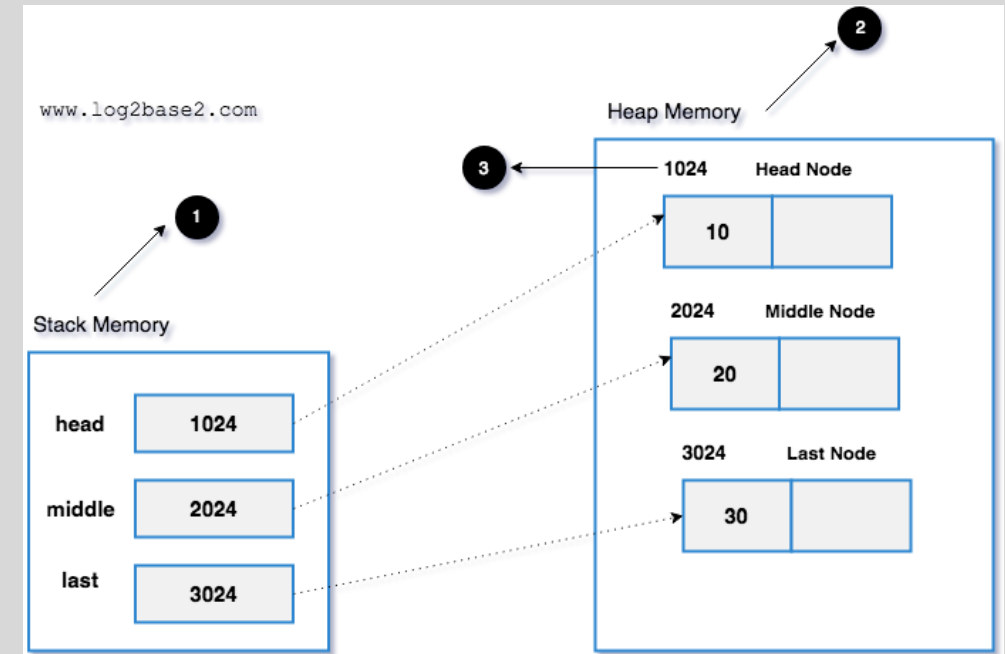 2
www.log2base2.com
Heap Memory
3
1024 Head Node
10
1
2024 Middle Node
20
Stack Memory
head 1024
3024 Last Node
middle 2024
30
last 3024